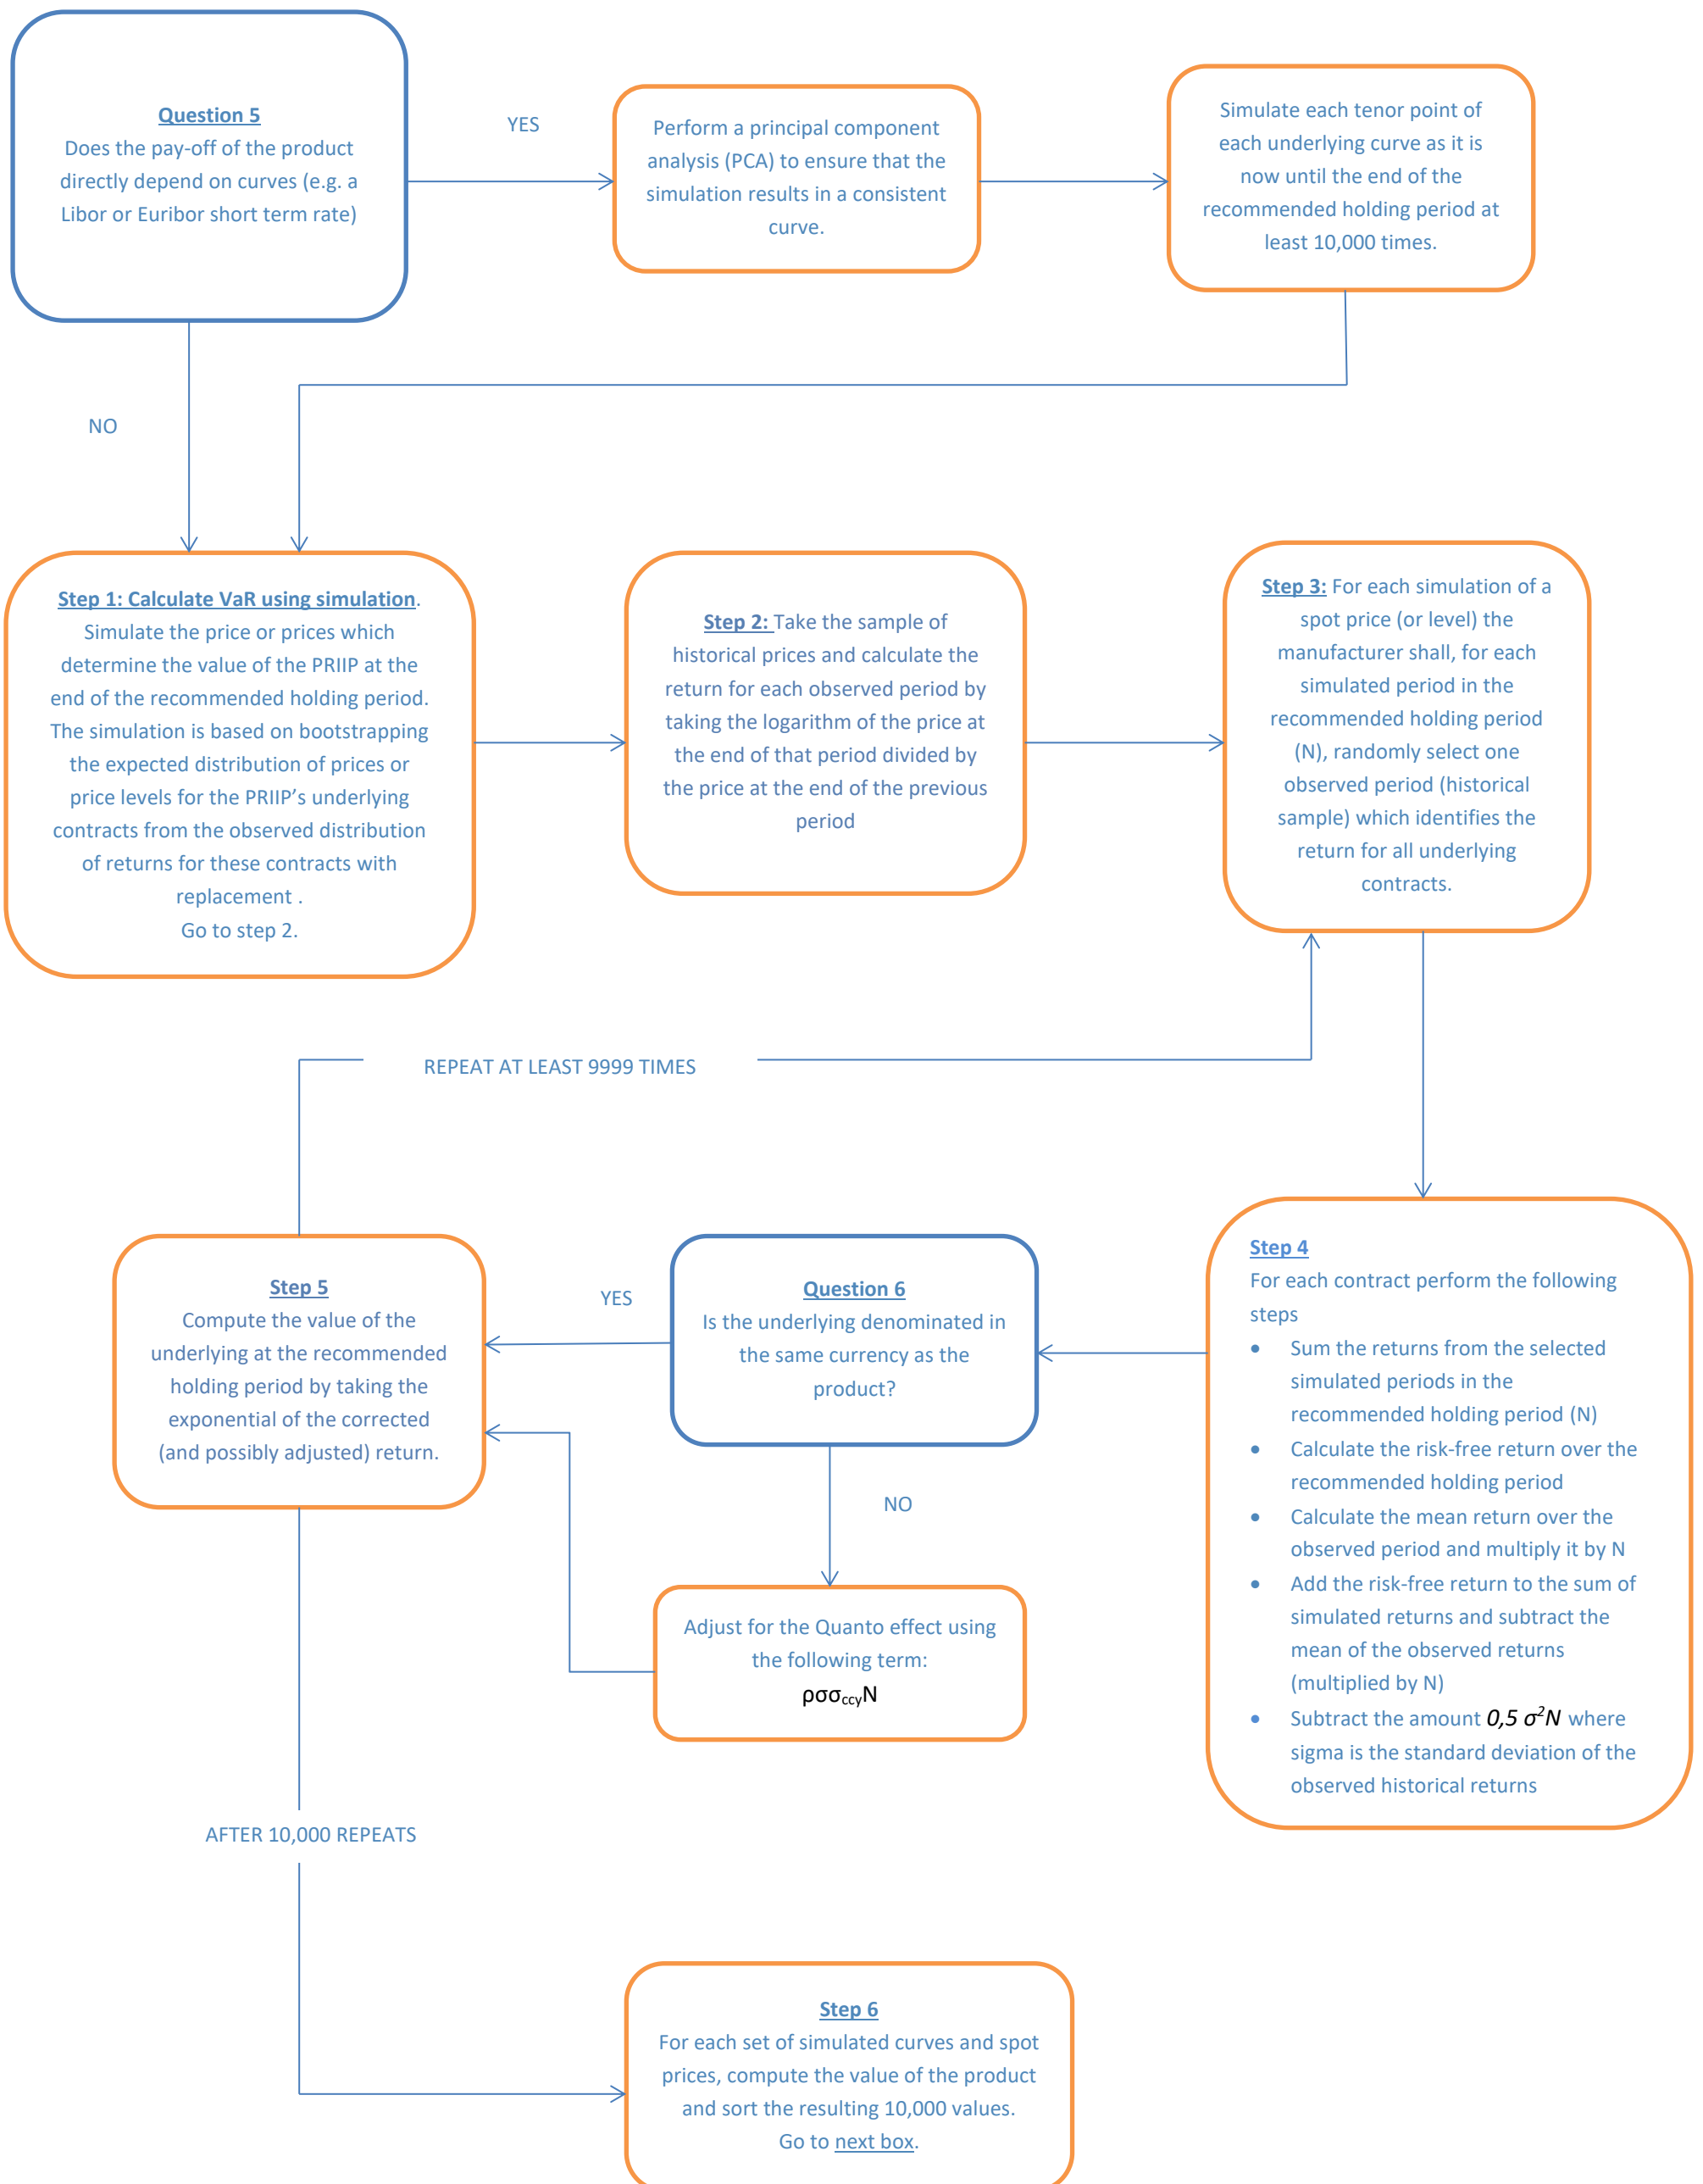 Question 5
Does the pay-off of the product
directly depend on curves (e.g. a
Libor or Euribor short term rate)
YES
Perform a principal component
analysis (PCA) to ensure that the
simulation results in a consistent
curve.
Simulate each tenor point of
each underlying curve as it is
now until the end of the
recommended holding period at
least 10,000 times.
NO
Step 1: Calculate VaR using simulation.
Simulate the price or prices which
determine the value of the PRIIP at the
end of the recommended holding period.
The simulation is based on bootstrapping
the expected distribution of prices or
price levels for the PRIIP’s underlying
contracts from the observed distribution
of returns for these contracts with
replacement .
Go to step 2.
Step 2: Take the sample of
historical prices and calculate the
return for each observed period by
taking the logarithm of the price at
the end of that period divided by
the price at the end of the previous
period
Step 3: For each simulation of a
spot price (or level) the
manufacturer shall, for each
simulated period in the
recommended holding period
(N), randomly select one
observed period (historical
sample) which identifies the
return for all underlying
contracts.
REPEAT AT LEAST 9999 TIMES
Step 4
For each contract perform the following
steps
• Sum the returns from the selected
simulated periods in the
recommended holding period (N)
• Calculate the risk-free return over the
recommended holding period
• Calculate the mean return over the
observed period and multiply it by N
• Add the risk-free return to the sum of
simulated returns and subtract the
mean of the observed returns
(multiplied by N)
• Subtract the amount 0,5 σ²N where
sigma is the standard deviation of the
observed historical returns
Question 6
Is the underlying denominated in
the same currency as the
product?
YES
NO
Adjust for the Quanto effect using
the following term:
ρσσccyN
Step 5
Compute the value of the
underlying at the recommended
holding period by taking the
exponential of the corrected
(and possibly adjusted) return.
AFTER 10,000 REPEATS
Step 6
For each set of simulated curves and spot
prices, compute the value of the product
and sort the resulting 10,000 values.
Go to next box.